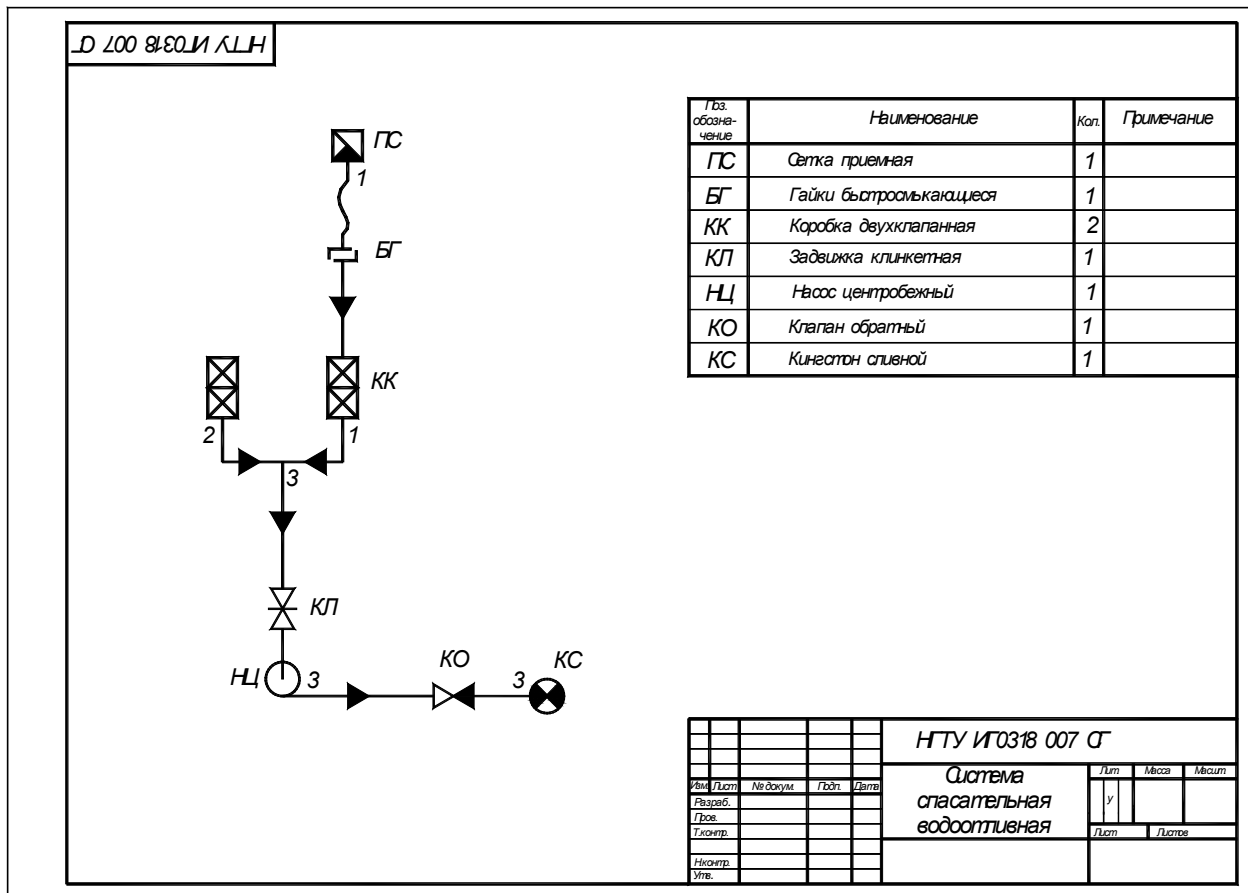 НГТУ ИГ0318 007 СГ
ПС
1
БГ
КК
2
1
3
КЛ
НЦ
3
КО
3
КС
Поз. обозна-чение Наименование Кол. Примечание
ПС Сетка приемная 1
БГ Гайки быстросмыкающиеся 1
КК Коробка двухклапанная 2
КЛ Задвижка клинкетная 1
НЦ Насос центробежный 1
КО Клапан обратный 1
КС Кингстон сливной 1
НГТУ ИГ0318 007 СГ
Изм. Лист № докум. Подп. Дата
Разраб.
Пров.
Т.контр.
Н.контр.
Утв.
Система
спасательная
водоотливная
Лит Масса Масшт
у
Лист Листов